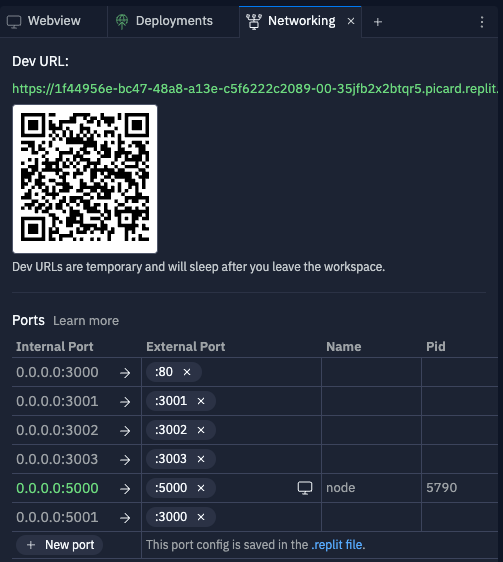 Webview Deployments Networking
Dev URL:
https://1f44956e-bc47-48a8-a13e-c5f6222c2089-00-35jfb2x2btqr5.picard.replit.
Dev URLs are temporary and will sleep after you leave the workspace.
Ports Learn more
Internal Port External Port Name Pid
0.0.0.0:3000 → :80 ×
0.0.0.0:3001 → :3001 ×
0.0.0.0:3002 → :3002 ×
0.0.0.0:3003 → :3003 ×
0.0.0.0:5000 → :5000 × node 5790
0.0.0.0:5001 → :3000 ×
+ New port This port config is saved in the .replit file.